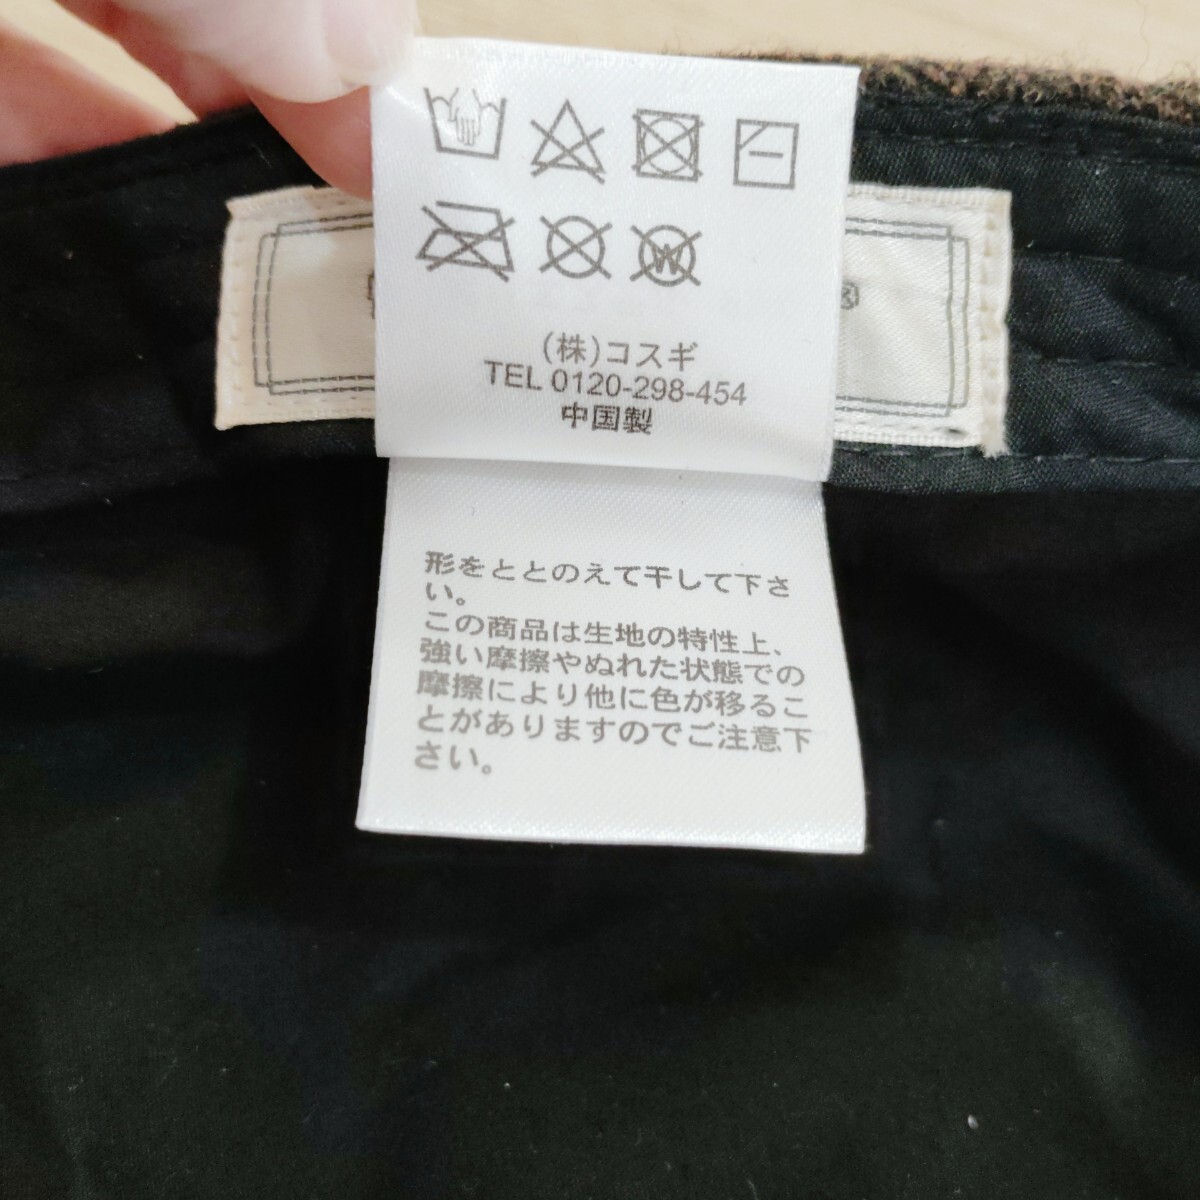 (株)コスギ
TEL 0120-298-454
中国製
形をととのえて干して下さ
い。
この商品は生地の特性上、
強い摩擦やぬれた状態での
摩擦により他に色が移るこ
とがありますのでご注意下
さい。